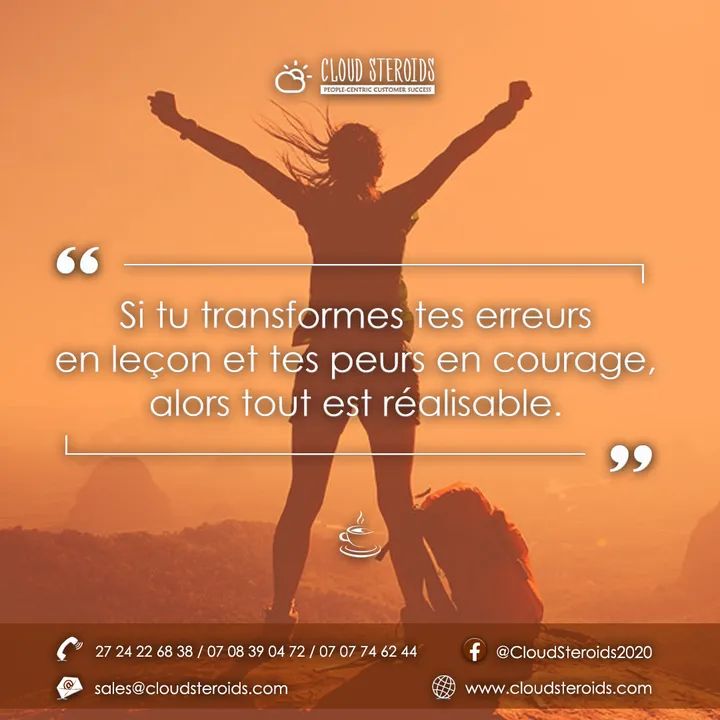 CLOUD STEROIDS
PEOPLE-CENTRIC CUSTOMER SUCCESS
“
Si tu transformes tes erreurs
en leçon et tes peurs en courage,
alors tout est réalisable.
”
27 24 22 68 38 / 07 08 39 04 72 / 07 07 74 62 44
@CloudSteroids2020
sales@cloudsteroids.com
www.cloudsteroids.com